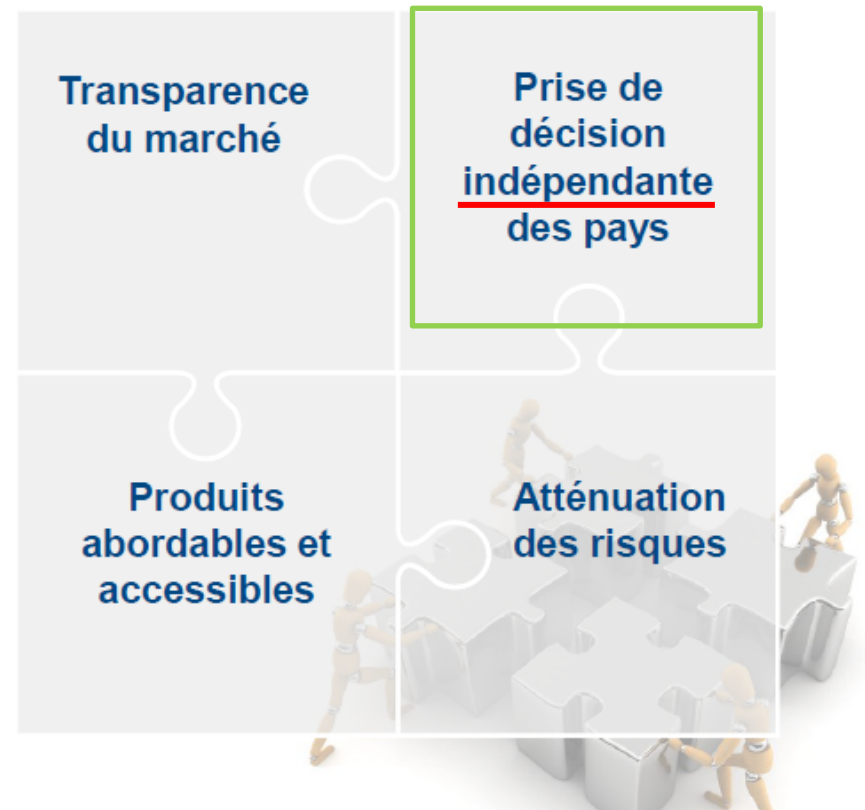 Transparence
du marché
Prise de
décision
indépendante
des pays
Produits
abordables et
accessibles
Atténuation
des risques